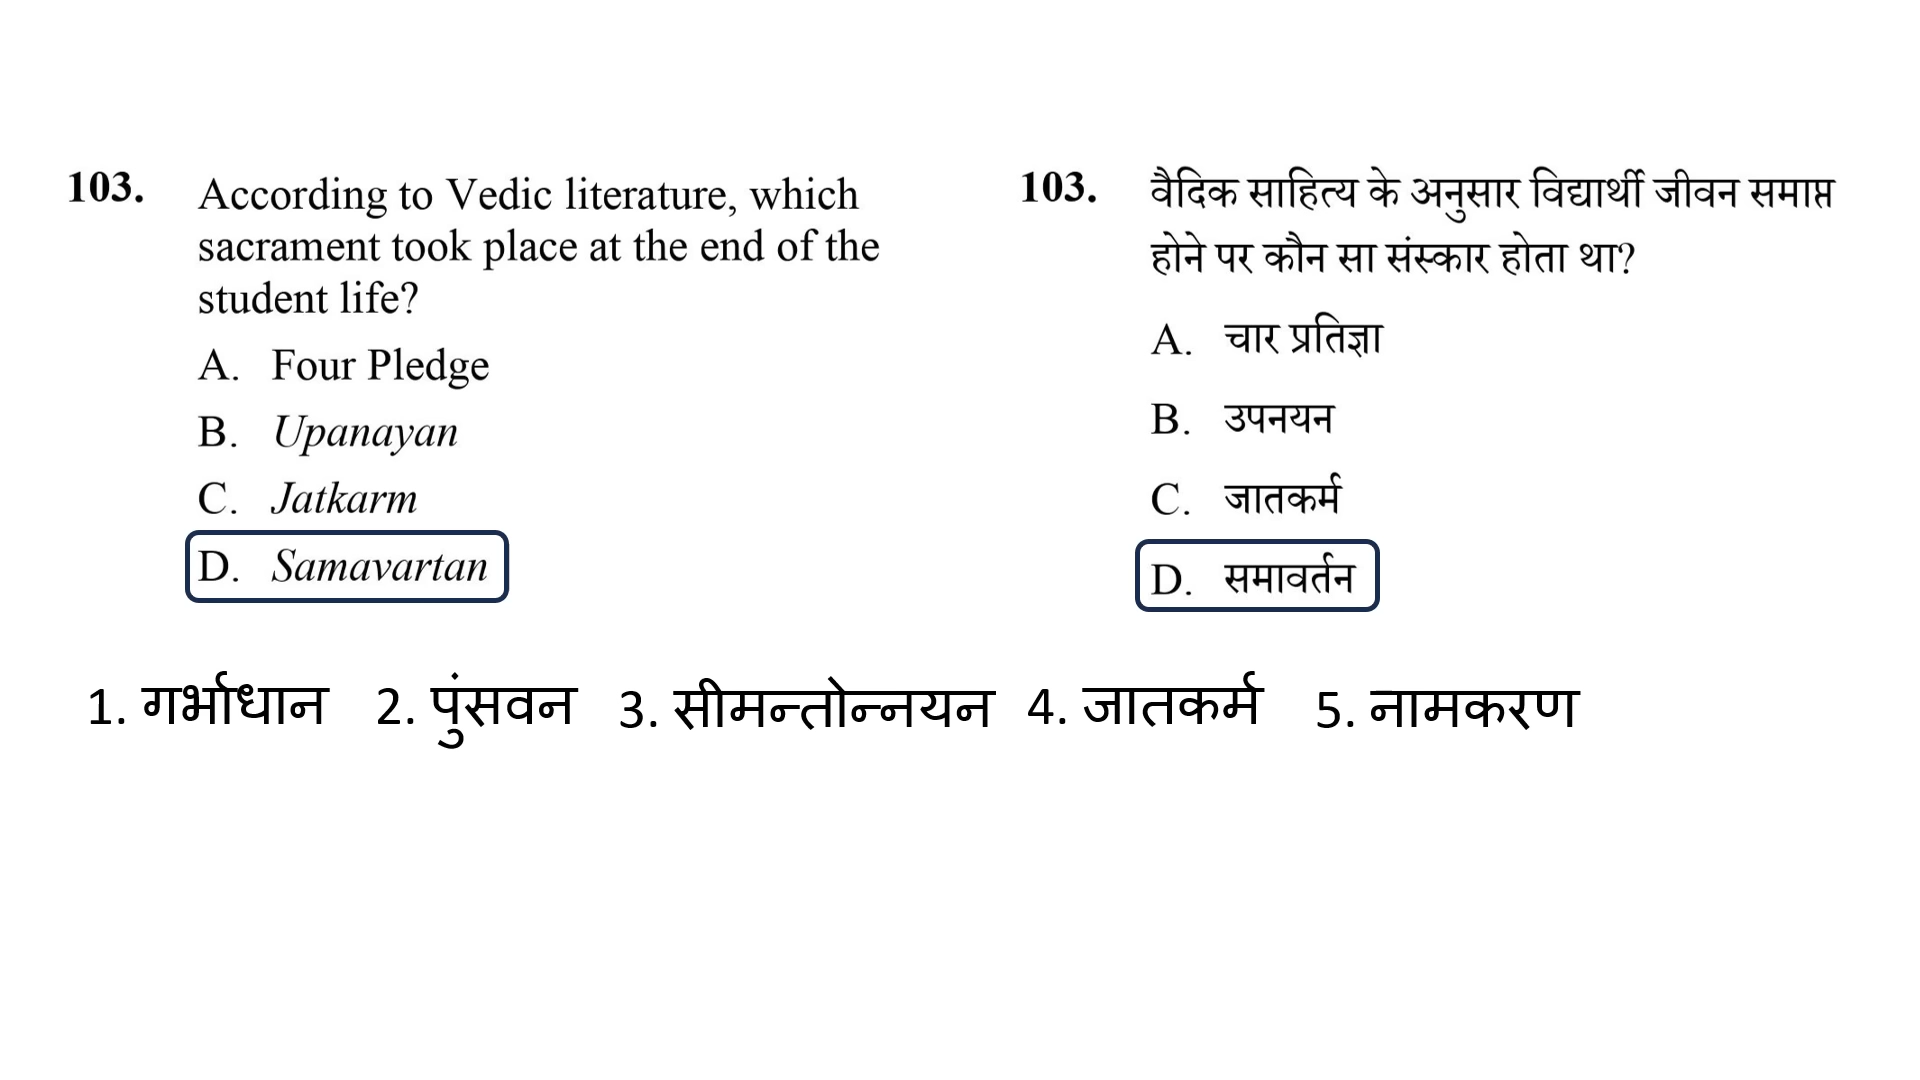 103. According to Vedic literature, which
sacrament took place at the end of the
student life?
A. Four Pledge
B. Upanayan
C. Jatkarm
D. Samavartan
103. वैदिक साहित्य के अनुसार विद्यार्थी जीवन समाप्त
होने पर कौन सा संस्कार होता था?
A. चार प्रतिज्ञा
B. उपनयन
C. जातकर्म
D. समावर्तन
1. गर्भाधान 2. पुंसवन 3. सीमन्तोन्नयन 4. जातकर्म 5. नामकरण